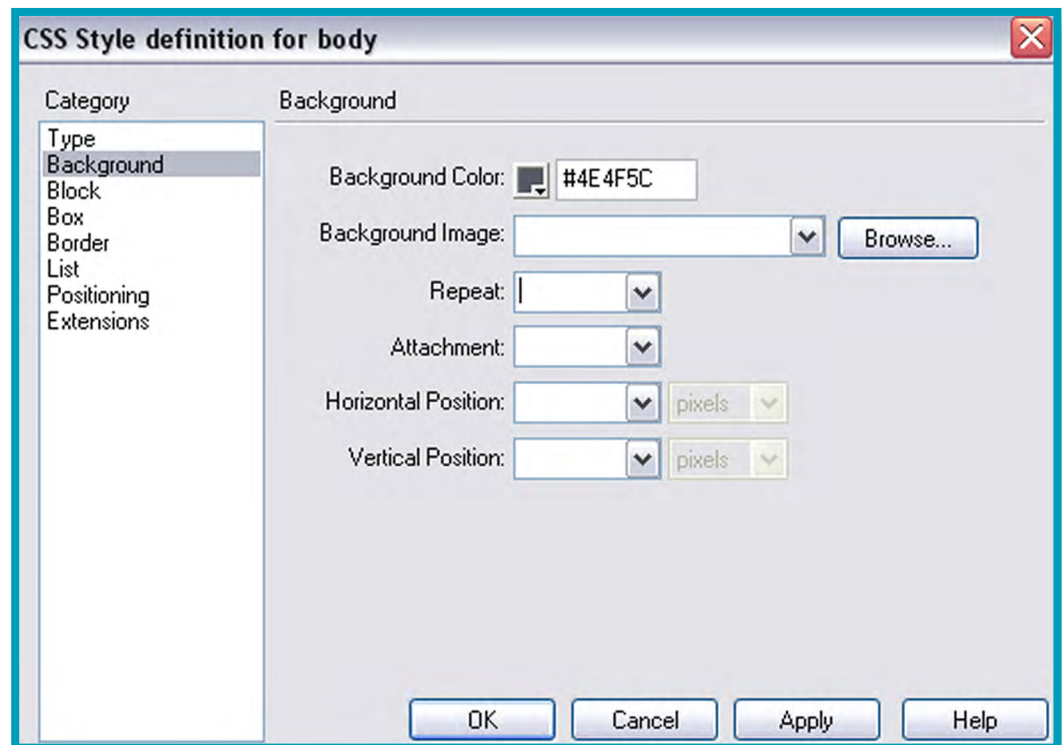 CSS Style definition for body
Category
Type
Background
Block
Box
Border
List
Positioning
Extensions
Background
Background Color: #4E4F5C
Background Image: Browse...
Repeat:
Attachment:
Horizontal Position: pixels
Vertical Position: pixels
OK Cancel Apply Help